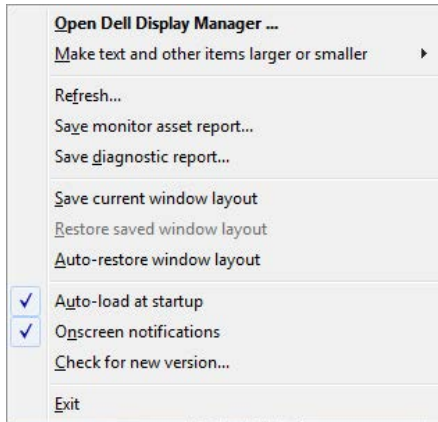 Open Dell Display Manager ...
Make text and other items larger or smaller
Refresh...
Save monitor asset report...
Save diagnostic report...
Save current window layout
Restore saved window layout
Auto-restore window layout
Auto-load at startup
Onscreen notifications
Check for new version...
Exit